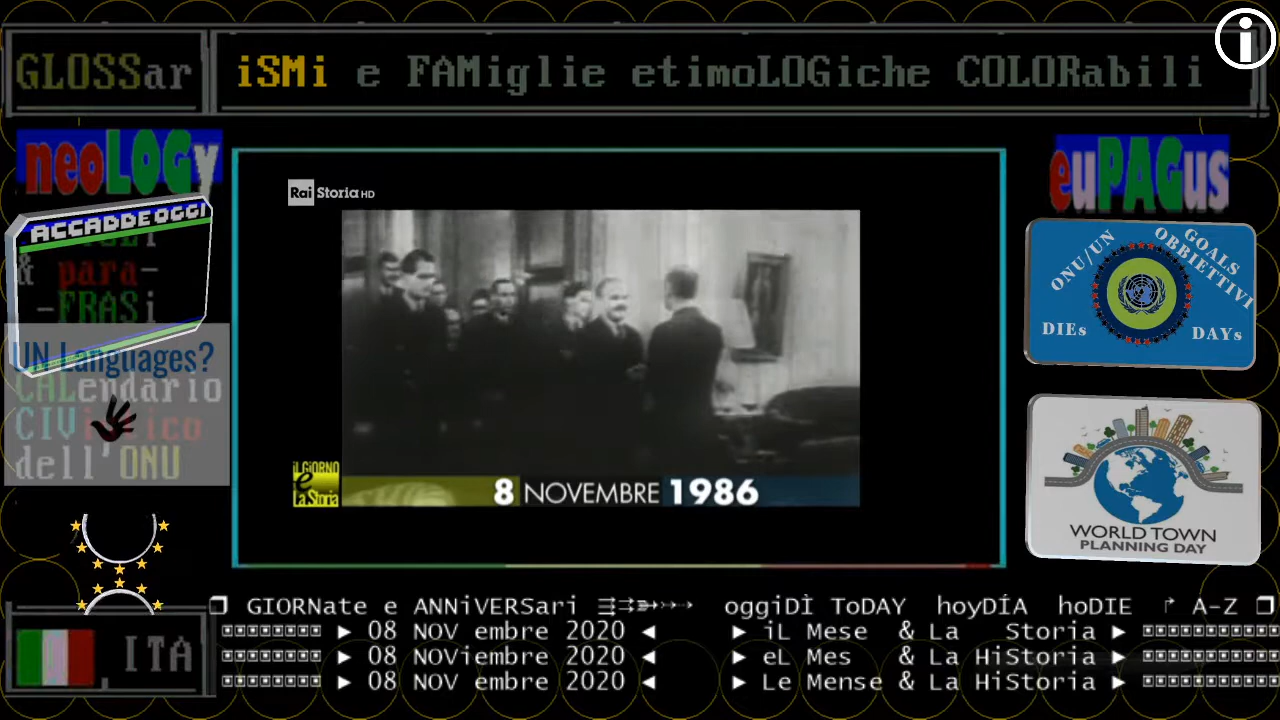 GLOSSar
iSMi e FAMiglie etimoLOGiche COLORabili
neoLOGy
euPAGus
ACCADDE OGGI
& para-
-FRASi
UN Languages?
CALendario
CIVi
dell'ONU
Rai Storia HD
iL GiORNO
e
La Storia
8 NOVEMBRE 1986
ONU/UN
GOALS
OBBIETTIVI
DIEs
DAYs
WORLD TOWN
PLANNING DAY
GIORNate e ANNiVERSari oggiDÌ ToDAY hoyDÍA hoDIE A-Z
08 NOV embre 2020 iL Mese & La Storia
08 NOViembre 2020 eL Mes & La HiStoria
08 NOV embre 2020 Le Mense & La HiStoria
ITA